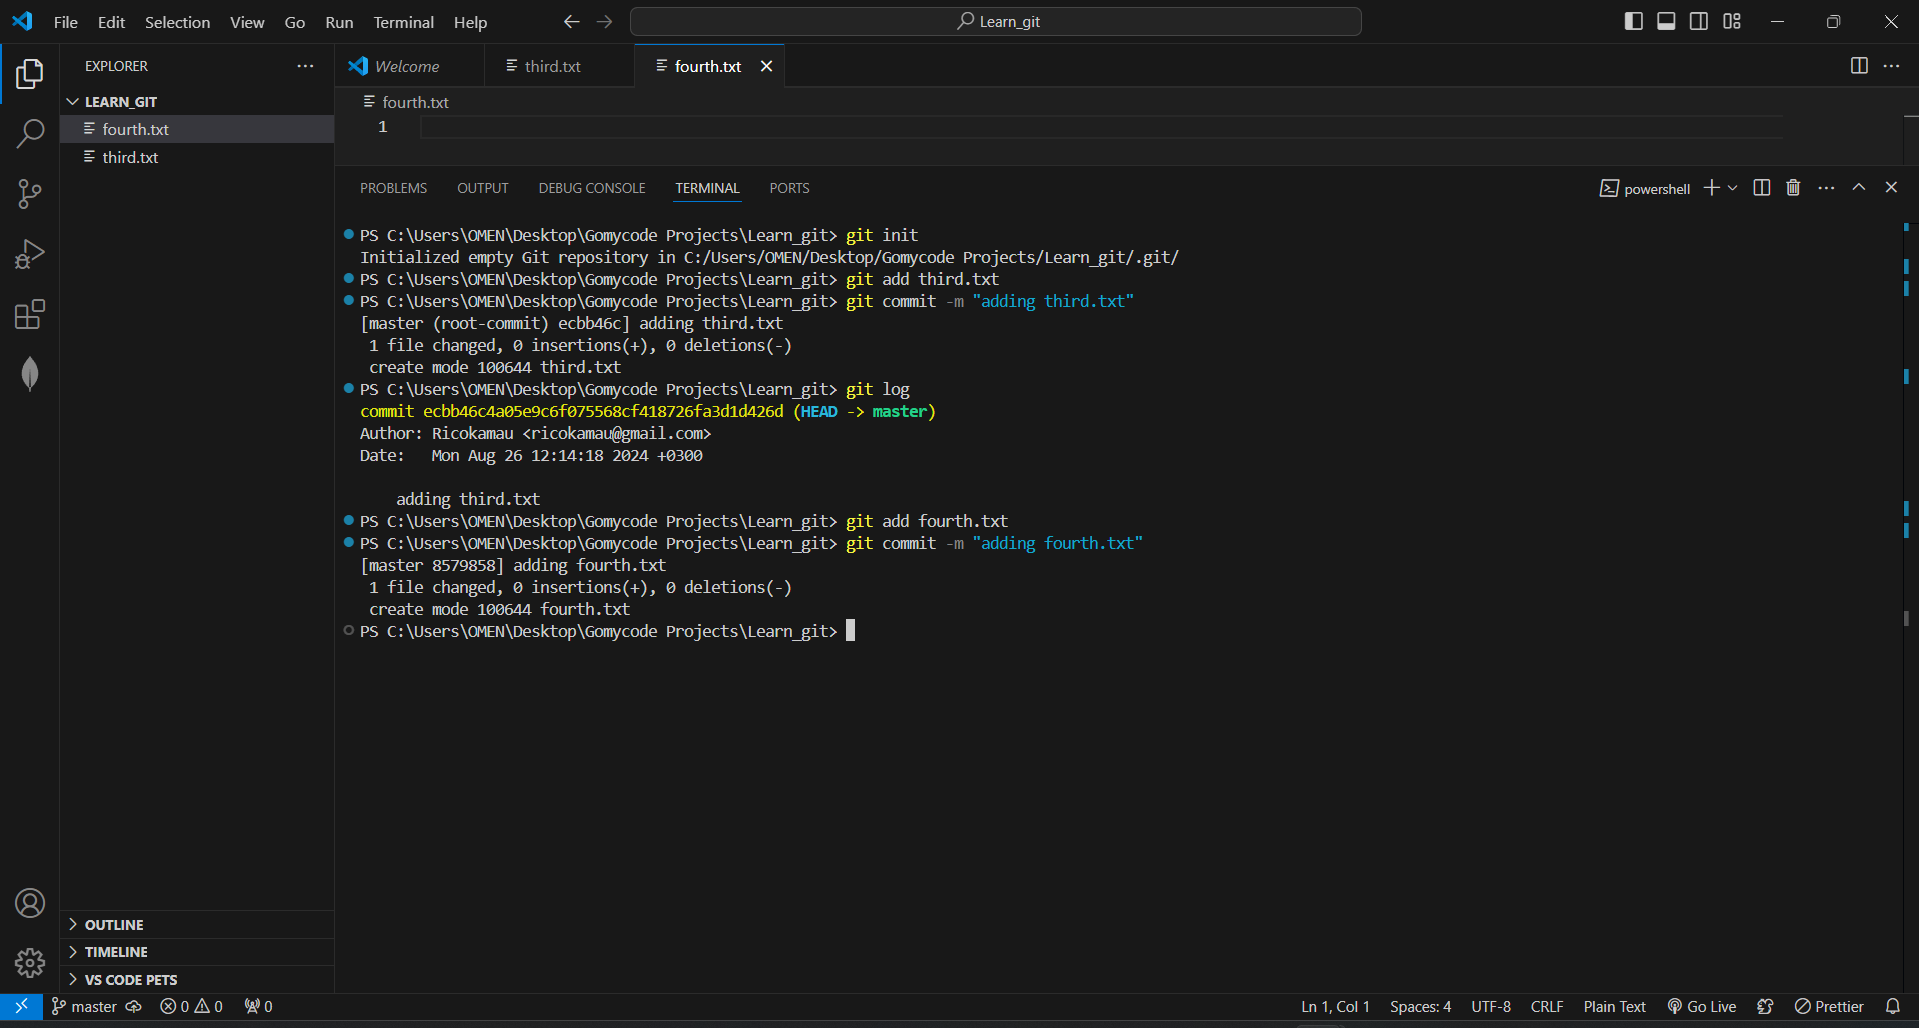 File Edit Selection View Go Run Terminal Help
Learn_git
EXPLORER
LEARN_GIT
fourth.txt
third.txt
OUTLINE
TIMELINE
VS CODE PETS
Welcome
third.txt
fourth.txt
fourth.txt
1
PROBLEMS OUTPUT DEBUG CONSOLE TERMINAL PORTS
powershell
PS C:\Users\OMEN\Desktop\Gomycode Projects\Learn_git> git init
Initialized empty Git repository in C:/Users/OMEN/Desktop/Gomycode Projects/Learn_git/.git/
PS C:\Users\OMEN\Desktop\Gomycode Projects\Learn_git> git add third.txt
PS C:\Users\OMEN\Desktop\Gomycode Projects\Learn_git> git commit -m "adding third.txt"
[master (root-commit) ecbb46c] adding third.txt
1 file changed, 0 insertions(+), 0 deletions(-)
create mode 100644 third.txt
PS C:\Users\OMEN\Desktop\Gomycode Projects\Learn_git> git log
commit ecbb46c4a05e9c6f075568cf418726fa3d1d426d (HEAD -> master)
Author: Ricokamau <ricokamau@gmail.com>
Date:   Mon Aug 26 12:14:18 2024 +0300
adding third.txt
PS C:\Users\OMEN\Desktop\Gomycode Projects\Learn_git> git add fourth.txt
PS C:\Users\OMEN\Desktop\Gomycode Projects\Learn_git> git commit -m "adding fourth.txt"
[master 8579858] adding fourth.txt
1 file changed, 0 insertions(+), 0 deletions(-)
create mode 100644 fourth.txt
PS C:\Users\OMEN\Desktop\Gomycode Projects\Learn_git>
master 0 0 0 Ln 1, Col 1 Spaces: 4 UTF-8 CRLF Plain Text Go Live Prettier